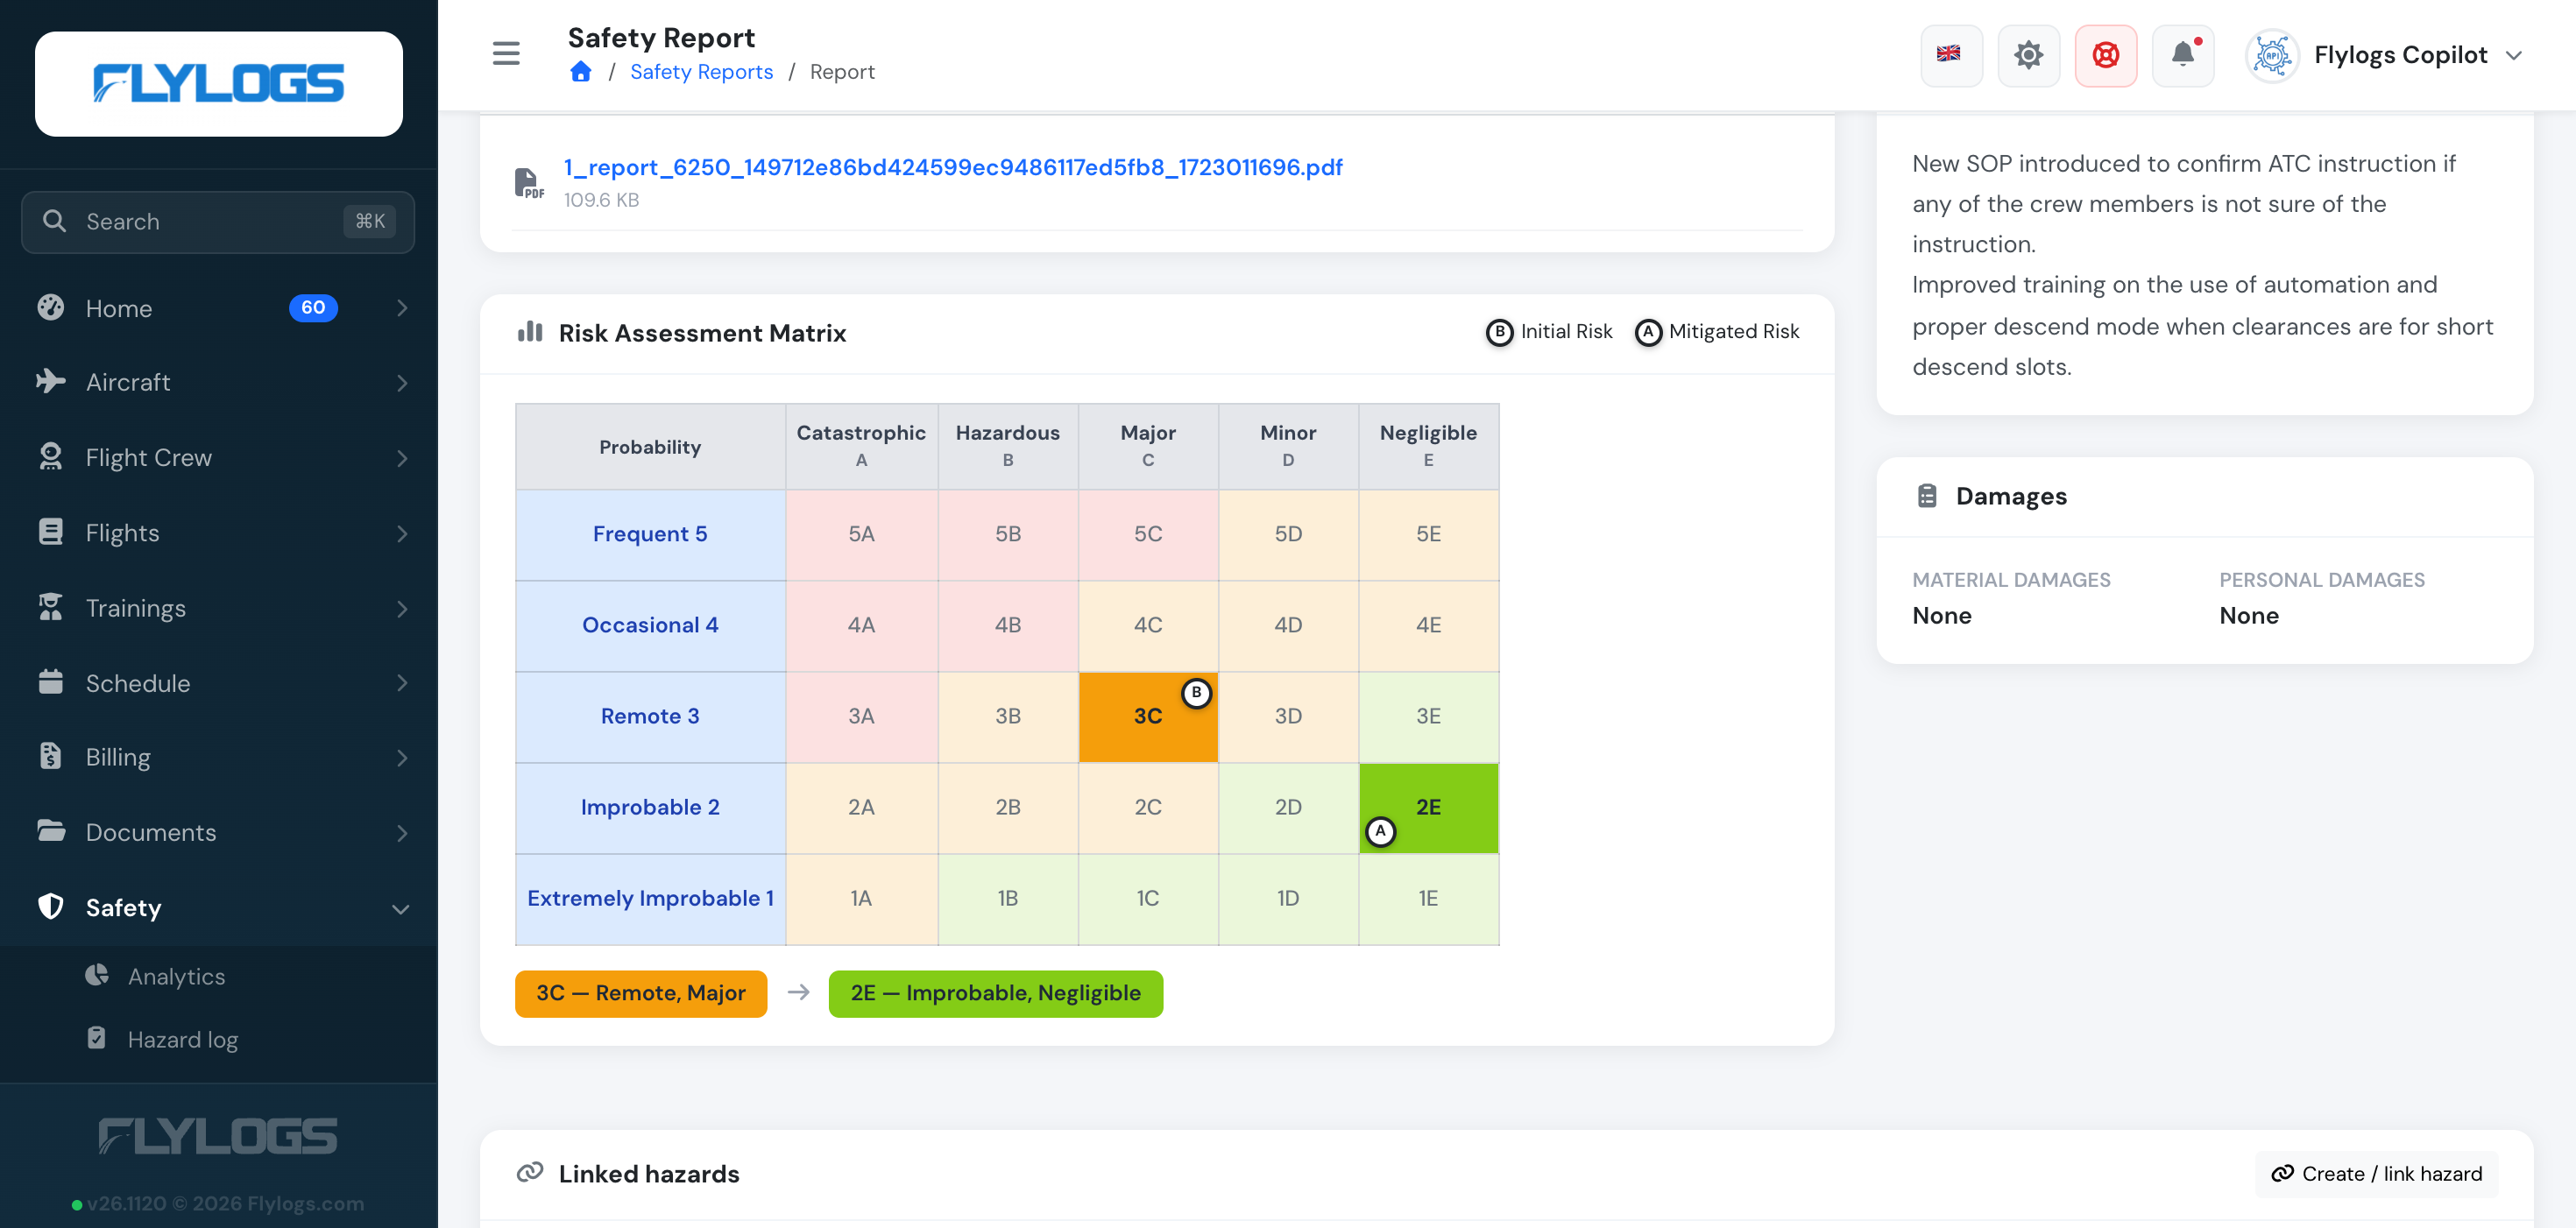 FLYLOGS
Search
⌘K
Home
60
Aircraft
Flight Crew
Flights
Trainings
Schedule
Billing
Documents
Safety
Analytics
Hazard log
FLYLOGS
v26.1120 © 2026 Flylogs.com
Safety Report
/ Safety Reports / Report
API
Flylogs Copilot
PDF
1_report_6250_149712e86bd424599ec9486117ed5fb8_1723011696.pdf
109.6 KB
Risk Assessment Matrix
B Initial Risk
A Mitigated Risk
Probability
Catastrophic
A
Hazardous
B
Major
C
Minor
D
Negligible
E
Frequent 5 5A 5B 5C 5D 5E
Occasional 4 4A 4B 4C 4D 4E
Remote 3 3A 3B 3C B 3D 3E
Improbable 2 2A 2B 2C 2D 2E A
Extremely Improbable 1 1A 1B 1C 1D 1E
3C — Remote, Major → 2E — Improbable, Negligible
New SOP introduced to confirm ATC instruction if
any of the crew members is not sure of the
instruction.
Improved training on the use of automation and
proper descend mode when clearances are for short
descend slots.
Damages
MATERIAL DAMAGES
None
PERSONAL DAMAGES
None
Linked hazards
Create / link hazard